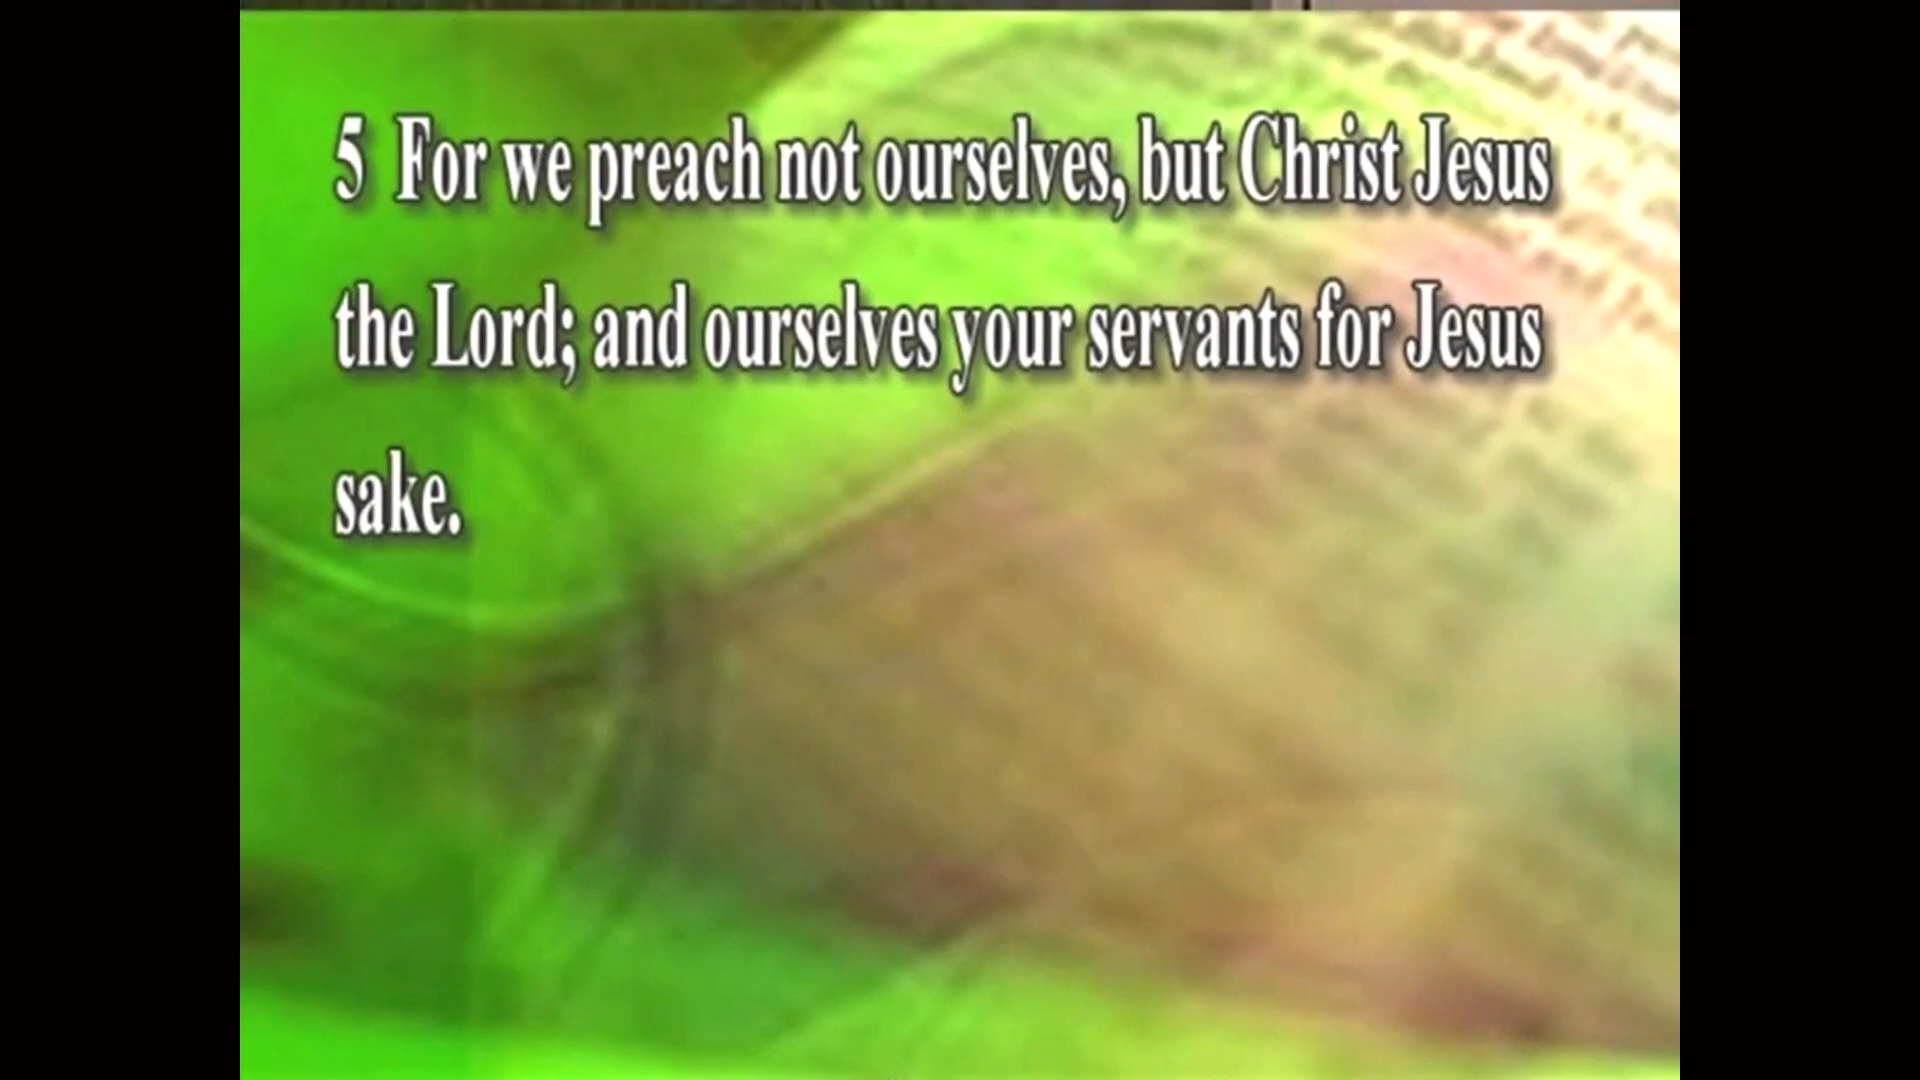 5 For we preach not ourselves, but Christ Jesus
the Lord; and ourselves your servants for Jesus
sake.